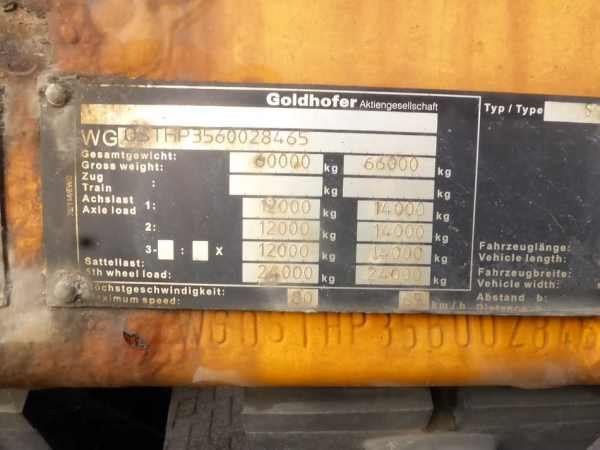 Goldhofer Aktiengesellschaft
Typ / Type
WG0STHP3560028465
Gesamtgewicht:
Gross weight: 60000 kg 66000 kg
Zug :
Train kg kg
Achslast
Axle load 1: 12000 kg 14000 kg
2: 12000 kg 14000 kg
3- : x 12000 kg 14000 kg
Sattellast:
5th wheel load: 24000 kg 24000 kg
Höchstgeschwindigkeit:
Maximum speed: 80 km/h
Fahrzeuglänge:
Vehicle length:
Fahrzeugbreite:
Vehicle width:
Abstand b:
WG0STHP356002846